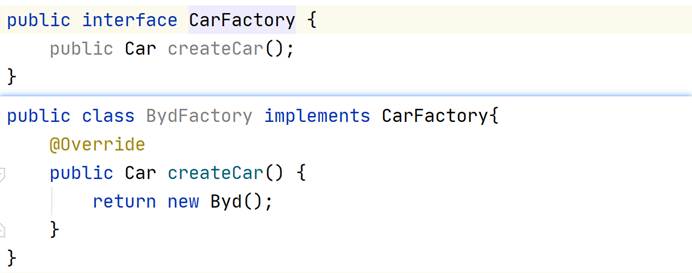 public interface CarFactory {
    public Car createCar();
}
public class BydFactory implements CarFactory{
    @Override
    public Car createCar() {
        return new Byd();
    }
}